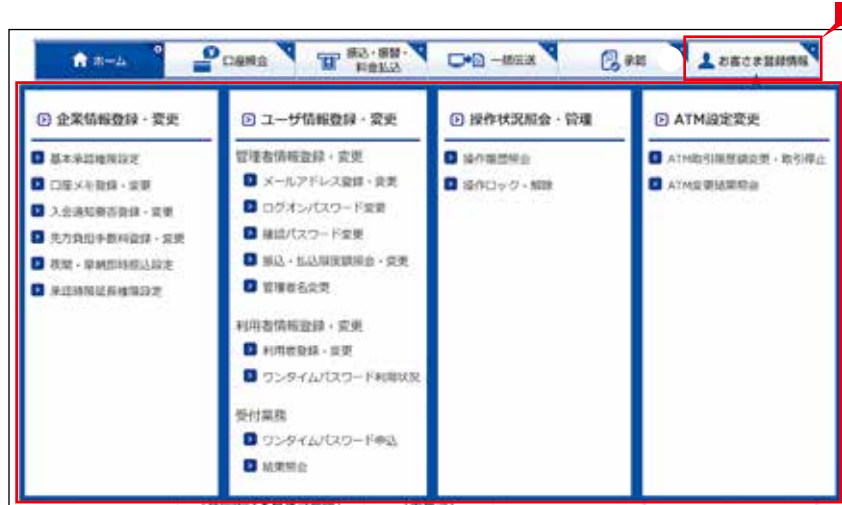 ホーム
口座照会
振込・振替・
料金払込
一括伝送
承認
お客さま登録情報
企業情報登録・変更
基本承認権限設定
口座メモ登録・変更
入金通知要否登録・変更
先方負担手数料登録・変更
夜間・早朝即時振込設定
承認時限延長権限設定
ユーザ情報登録・変更
管理者情報登録・変更
メールアドレス登録・変更
ログオンパスワード変更
確認パスワード変更
振込・払込限度額照会・変更
管理者名変更
利用者情報登録・変更
利用者登録・変更
ワンタイムパスワード利用状況
受付業務
ワンタイムパスワード申込
結果照会
操作状況照会・管理
操作履歴照会
操作ロック・解除
ATM設定変更
ATM取引限度額変更・取引停止
ATM変更結果照会